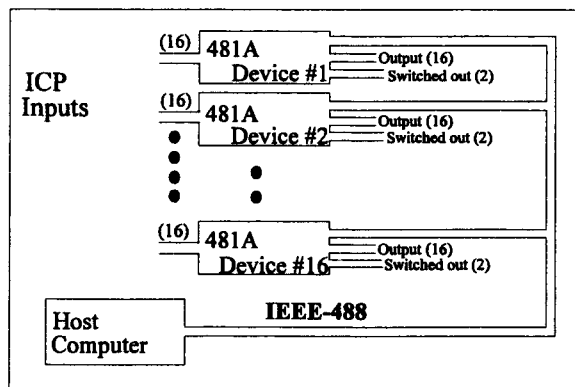 (16)
481A
Device #1
Output (16)
Switched out (2)
ICP
Inputs
(16)
481A
Device #2
Output (16)
Switched out (2)
(16)
481A
Device #16
Output (16)
Switched out (2)
IEEE-488
Host
Computer